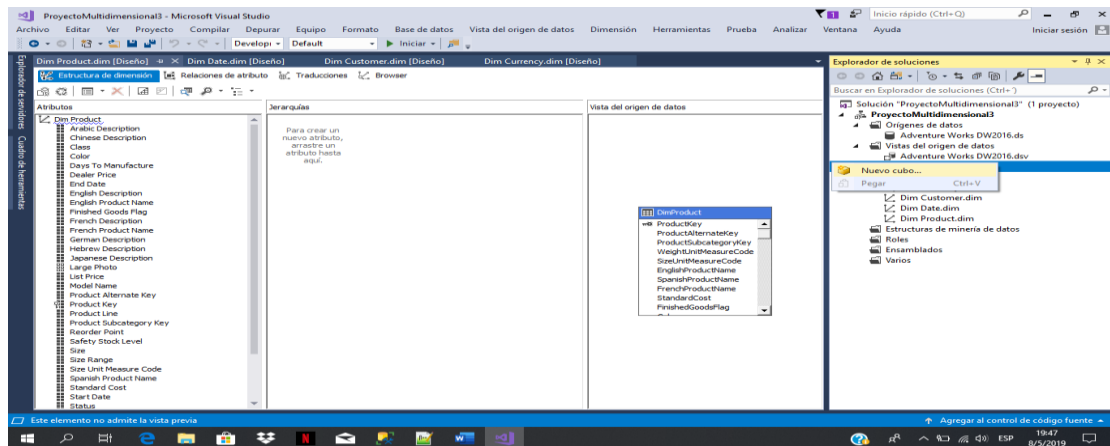 ProyectoMultidimensional3 - Microsoft Visual Studio
1
Inicio rápido (Ctrl+Q)
Archivo Editar Ver Proyecto Compilar Depurar Equipo Formato Base de datos Vista del origen de datos Dimensión Herramientas Prueba Analizar Ventana Ayuda
Iniciar sesión
Developi Default Iniciar
Explorador de servidores
Cuadro de herramientas
Dim Product.dim [Diseño] Dim Date.dim [Diseño] Dim Customer.dim [Diseño] Dim Currency.dim [Diseño]
Estructura de dimensión Relaciones de atributo Traducciones Browser
Atributos
Dim Product
Arabic Description
Chinese Description
Class
Color
Days To Manufacture
Dealer Price
End Date
English Description
English Product Name
Finished Goods Flag
French Description
French Product Name
German Description
Hebrew Description
Japanese Description
Large Photo
List Price
Model Name
Product Alternate Key
Product Key
Product Line
Product Subcategory Key
Reorder Point
Safety Stock Level
Size
Size Range
Size Unit Measure Code
Spanish Product Name
Standard Cost
Start Date
Status
Jerarquías
Para crear un
nuevo atributo,
arrastre un
atributo hasta
aquí.
Vista del origen de datos
DimProduct
ProductKey
ProductAlternateKey
ProductSubcategoryKey
WeightUnitMeasureCode
SizeUnitMeasureCode
EnglishProductName
SpanishProductName
FrenchProductName
StandardCost
FinishedGoodsFlag
Explorador de soluciones
Buscar en Explorador de soluciones (Ctrl+´)
Solución "ProyectoMultidimensional3" (1 proyecto)
ProyectoMultidimensional3
Orígenes de datos
Adventure Works DW2016.ds
Vistas del origen de datos
Adventure Works DW2016.dsv
Nuevo cubo...
Pegar Ctrl+V
Dim Customer.dim
Dim Date.dim
Dim Product.dim
Estructuras de minería de datos
Roles
Ensamblados
Varios
Este elemento no admite la vista previa
Agregar al control de código fuente
ESP
19:47
8/5/2019